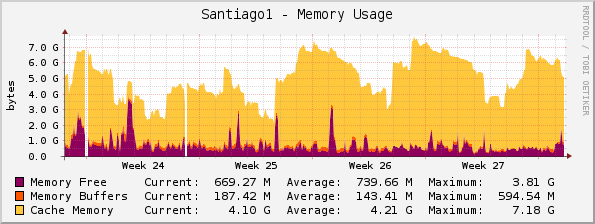 Santiago1 - Memory Usage
RRDTOOL / TOBI OETIKER
bytes
7.0 G
6.0 G
5.0 G
4.0 G
3.0 G
2.0 G
1.0 G
0.0
Week 24 Week 25 Week 26 Week 27
Memory Free Current: 669.27 M Average: 739.66 M Maximum: 3.81 G
Memory Buffers Current: 187.42 M Average: 143.41 M Maximum: 594.54 M
Cache Memory Current: 4.10 G Average: 4.21 G Maximum: 7.18 G